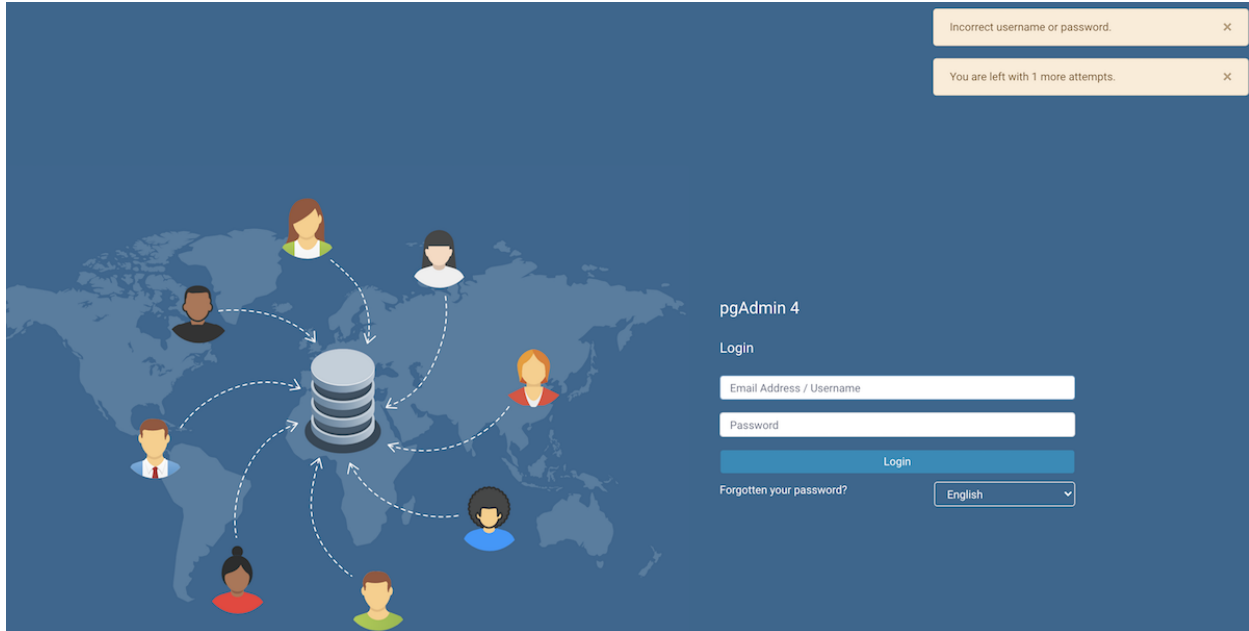 Incorrect username or password. ×
You are left with 1 more attempts. ×
pgAdmin 4
Login
Email Address / Username
Password
Login
Forgotten your password?
English